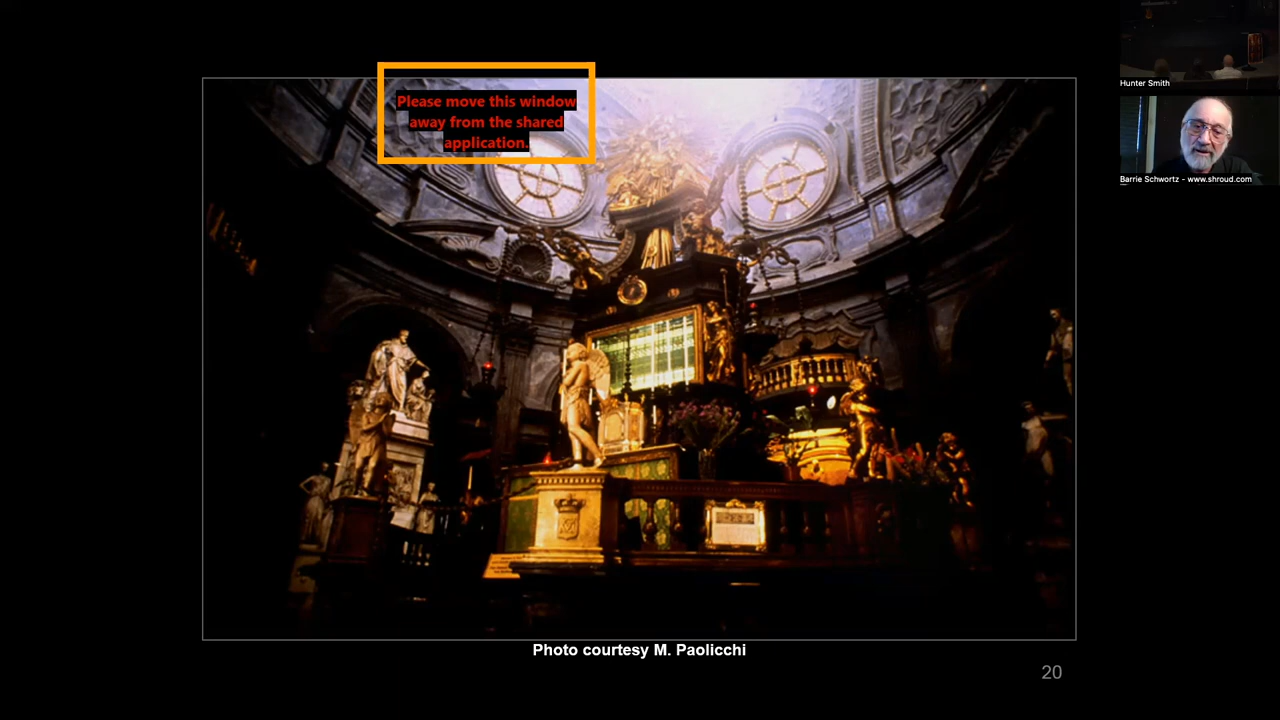 Please move this window
away from the shared
application.
Photo courtesy M. Paolicchi
20
Hunter Smith
Barrie Schwortz - www.shroud.com